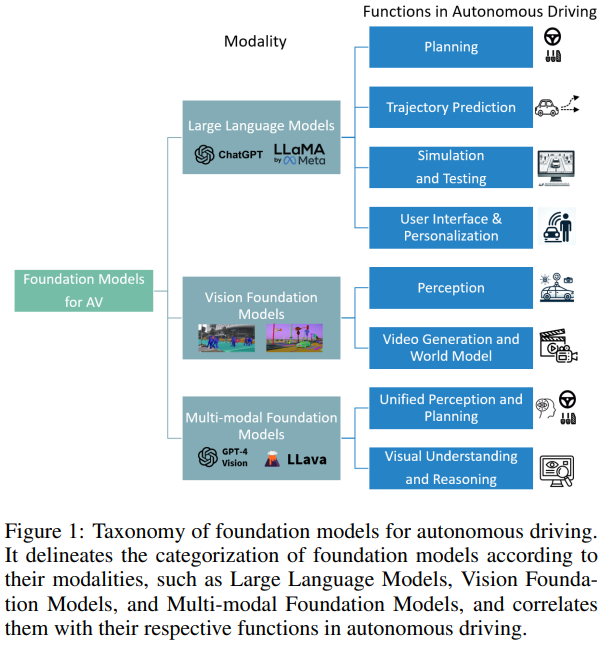 Functions in Autonomous Driving
Modality
Planning
Trajectory Prediction
Large Language Models
ChatGPT
LLaMA
by Meta
Simulation
and Testing
User Interface &
Personalization
Foundation Models
for AV
Vision Foundation
Models
Perception
Video Generation and
World Model
Multi-modal Foundation
Models
GPT-4
Vision
LLava
Unified Perception and
Planning
Visual Understanding
and Reasoning
Figure 1: Taxonomy of foundation models for autonomous driving.
It delineates the categorization of foundation models according to
their modalities, such as Large Language Models, Vision Founda-
tion Models, and Multi-modal Foundation Models, and correlates
them with their respective functions in autonomous driving.